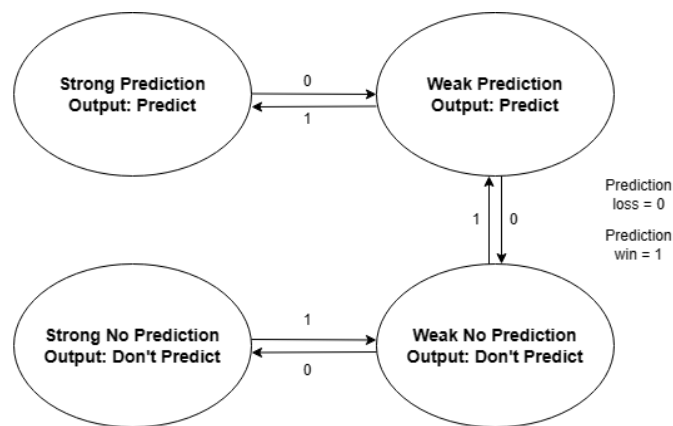 Strong Prediction
Output: Predict
0
1
Weak Prediction
Output: Predict
1
0
Prediction
loss = 0
Prediction
win = 1
Strong No Prediction
Output: Don't Predict
1
0
Weak No Prediction
Output: Don't Predict